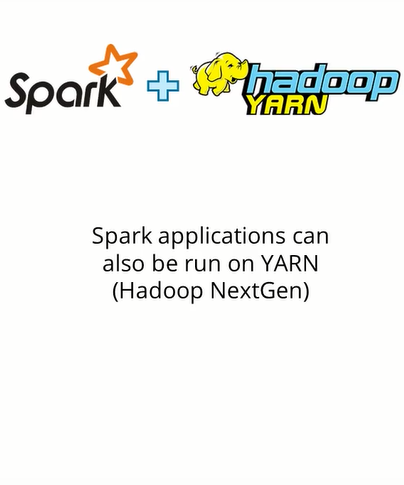 Spark + hadoop
YARN
Spark applications can
also be run on YARN
(Hadoop NextGen)